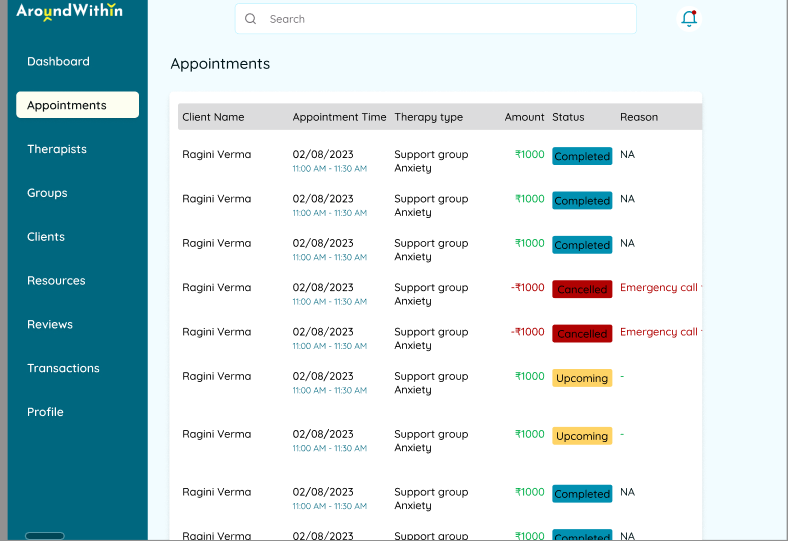 AroundWithin
Search
Dashboard
Appointments
Therapists
Groups
Clients
Resources
Reviews
Transactions
Profile
Appointments
Client Name Appointment Time Therapy type Amount Status Reason
Ragini Verma 02/08/2023 Support group ₹1000 Completed NA
11:00 AM - 11:30 AM Anxiety
Ragini Verma 02/08/2023 Support group ₹1000 Completed NA
11:00 AM - 11:30 AM Anxiety
Ragini Verma 02/08/2023 Support group ₹1000 Completed NA
11:00 AM - 11:30 AM Anxiety
Ragini Verma 02/08/2023 Support group -₹1000 Cancelled Emergency call
11:00 AM - 11:30 AM Anxiety
Ragini Verma 02/08/2023 Support group -₹1000 Cancelled Emergency call
11:00 AM - 11:30 AM Anxiety
Ragini Verma 02/08/2023 Support group ₹1000 Upcoming -
11:00 AM - 11:30 AM Anxiety
Ragini Verma 02/08/2023 Support group ₹1000 Upcoming -
11:00 AM - 11:30 AM Anxiety
Ragini Verma 02/08/2023 Support group ₹1000 Completed NA
11:00 AM - 11:30 AM Anxiety
Ragini Verma 02/08/2023 Support group ₹1000 Completed NA